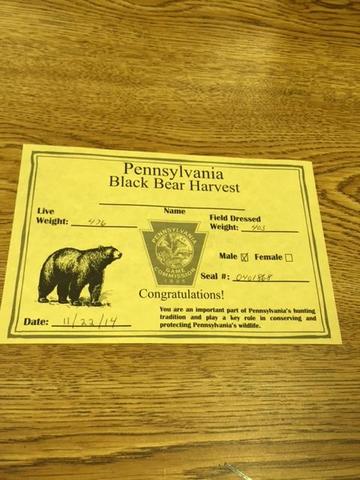 Pennsylvania
Black Bear Harvest
Name
Live
Weight: 476
Field Dressed
Weight: 403
Male ☒ Female ☐
Seal #: 0401868
PENNSYLVANIA
GAME
COMMISSION
1895
Congratulations!
Date: 11/22/14
You are an important part of Pennsylvania's hunting
tradition and play a key role in conserving and
protecting Pennsylvania's wildlife.